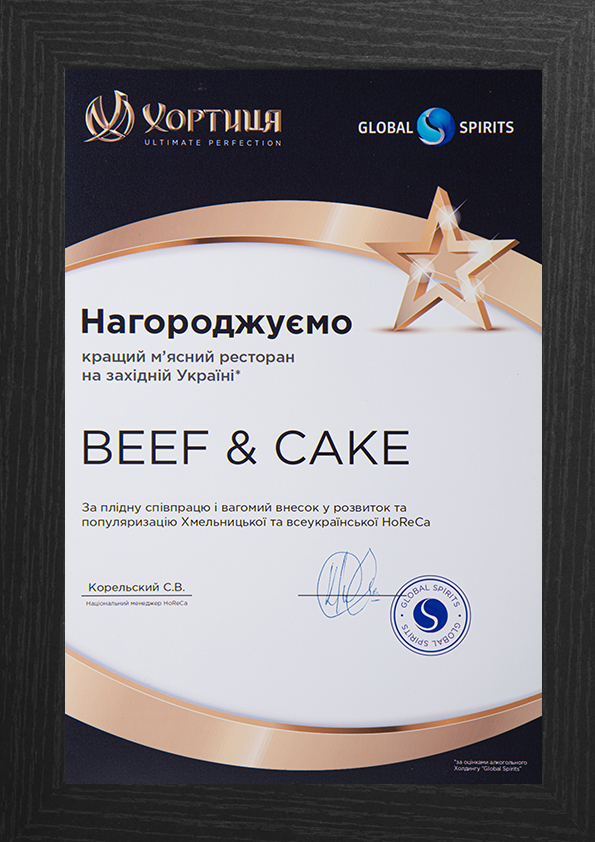 ХОРТИЦЯ
ULTIMATE PERFECTION
GLOBAL SPIRITS
Нагороджуємо
кращий м’ясний ресторан
на західній Україні*
BEEF & CAKE
За плідну співпрацю і вагомий внесок у розвиток та
популяризацію Хмельницької та всеукраїнської HoReCa
Корельский С.В.
Національний менеджер HoReCa
GLOBAL SPIRITS • GLOBAL SPIRITS •
*за оцінками алкогольного
Холдингу "Global Spirits"